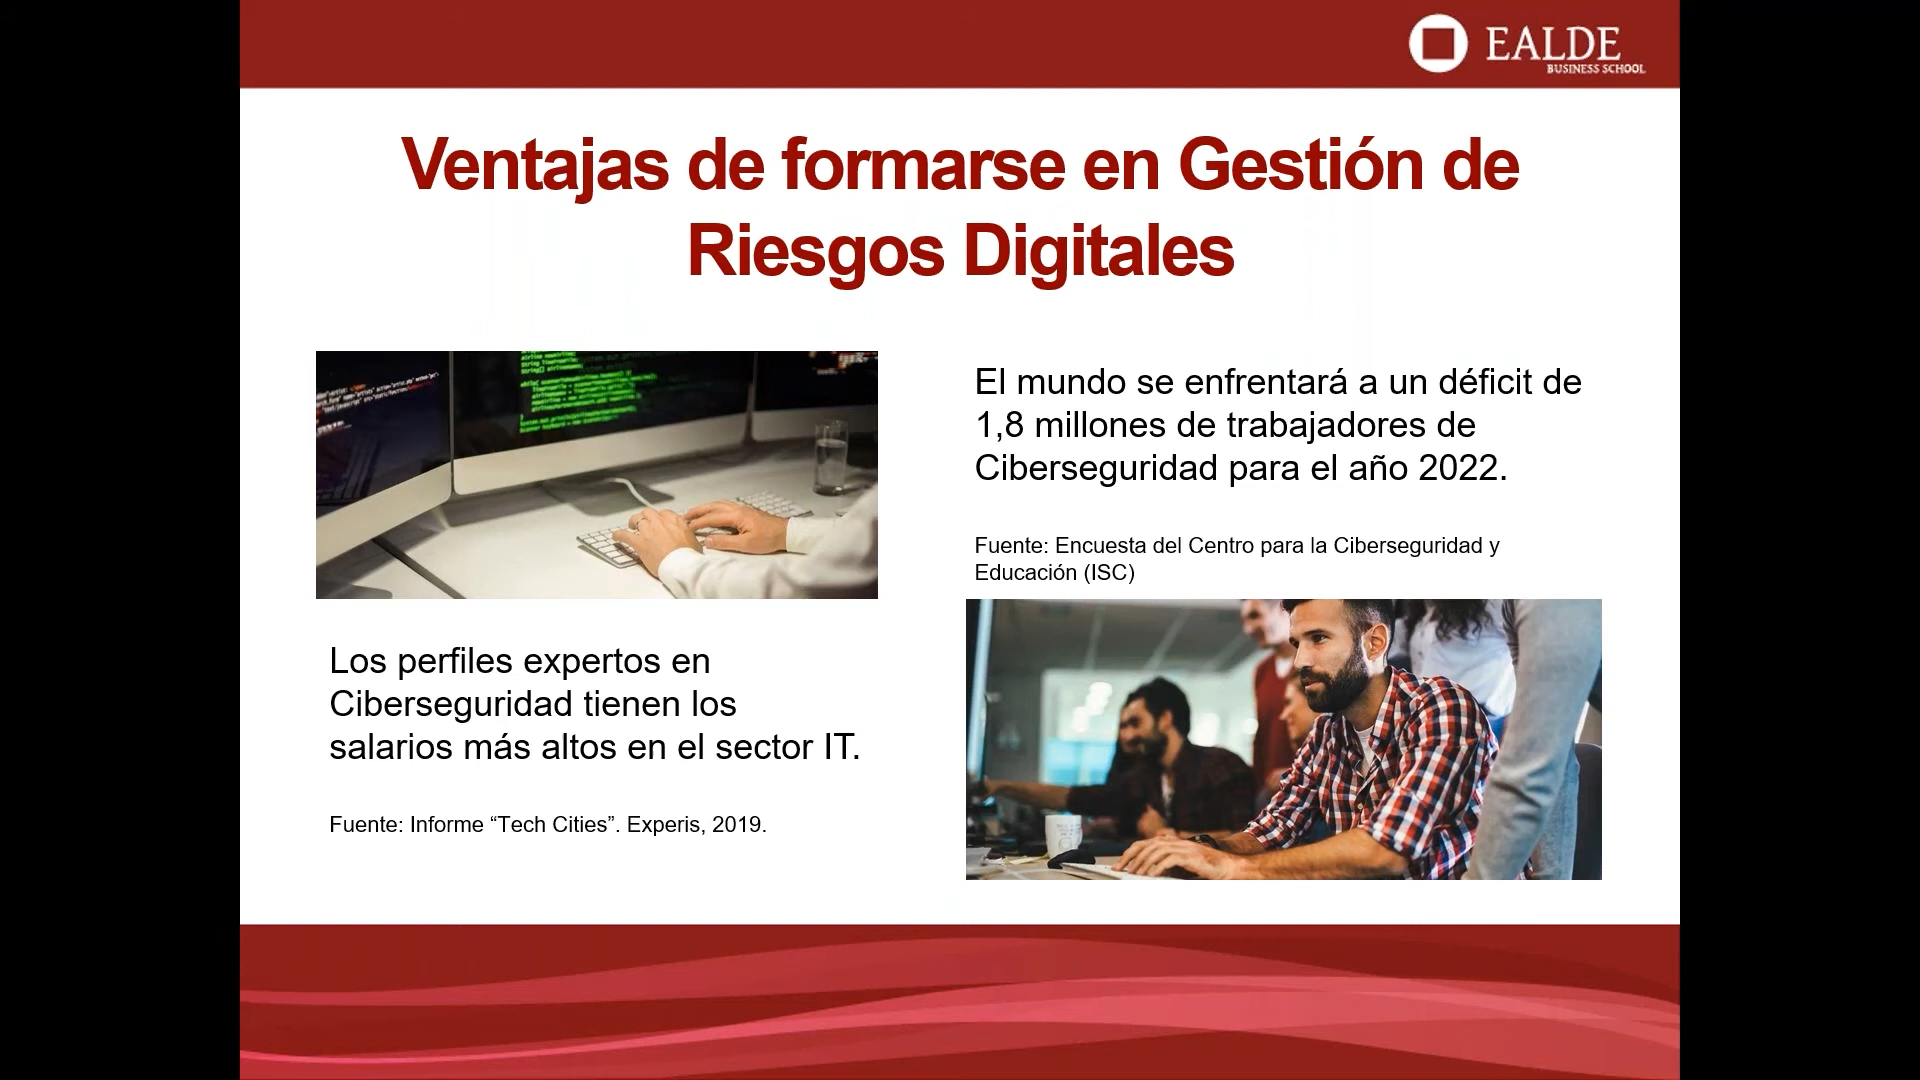 EALDE
BUSINESS SCHOOL
Ventajas de formarse en Gestión de
Riesgos Digitales
El mundo se enfrentará a un déficit de
1,8 millones de trabajadores de
Ciberseguridad para el año 2022.
Fuente: Encuesta del Centro para la Ciberseguridad y
Educación (ISC)
Los perfiles expertos en
Ciberseguridad tienen los
salarios más altos en el sector IT.
Fuente: Informe “Tech Cities”. Experis, 2019.